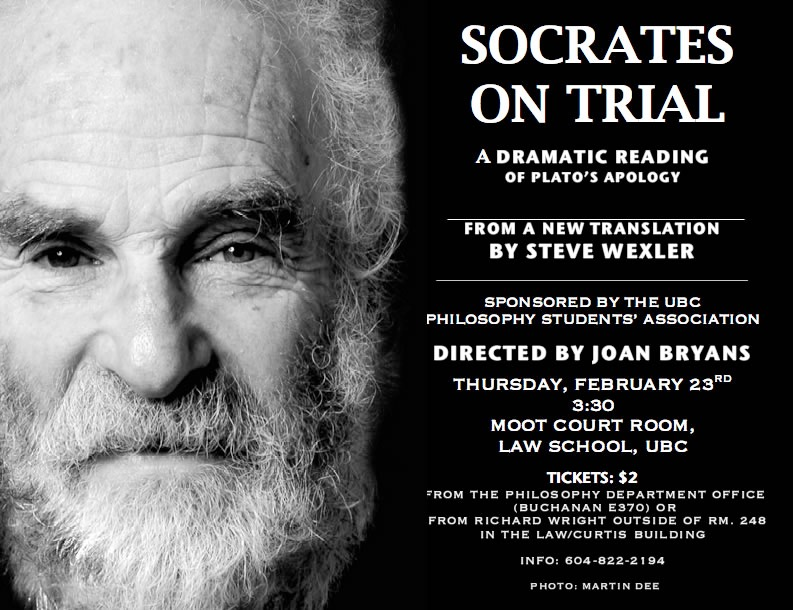 SOCRATES
ON TRIAL
A DRAMATIC READING
OF PLATO'S APOLOGY
FROM A NEW TRANSLATION
BY STEVE WEXLER
SPONSORED BY THE UBC
PHILOSOPHY STUDENTS' ASSOCIATION
DIRECTED BY JOAN BRYANS
THURSDAY, FEBRUARY 23RD
3:30
MOOT COURT ROOM,
LAW SCHOOL, UBC
TICKETS: $2
FROM THE PHILOSOPHY DEPARTMENT OFFICE
(BUCHANAN E370) OR
FROM RICHARD WRIGHT OUTSIDE OF RM. 248
IN THE LAW/CURTIS BUILDING
INFO: 604-822-2194
PHOTO: MARTIN DEE